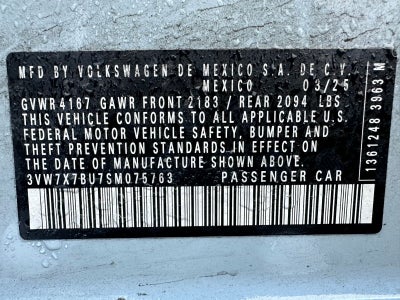 MFD BY VOLKSWAGEN DE MEXICO S.A. DE C.V.
MEXICO 03/25
GVWR 4167 GAWR FRONT 2183 / REAR 2094 LBS
THIS VEHICLE CONFORMS TO ALL APPLICABLE U.S.
FEDERAL MOTOR VEHICLE SAFETY, BUMPER AND
THEFT PREVENTION STANDARDS IN EFFECT ON
THE DATE OF MANUFACTURE SHOWN ABOVE.
3VW7X7BU7SM075763 PASSENGER CAR
1361248 3963 M